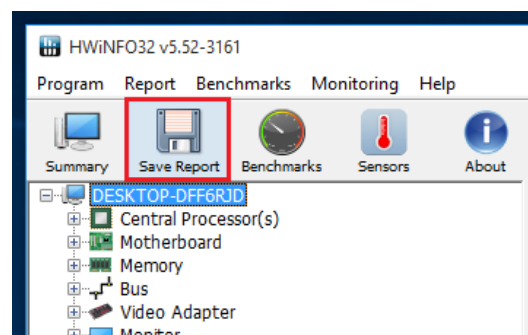 HWiNFO32 v5.52-3161
Program Report Benchmarks Monitoring Help
Summary Save Report Benchmarks Sensors About
DESKTOP-DFF6RJD
Central Processor(s)
Motherboard
Memory
Bus
Video Adapter
Monitor